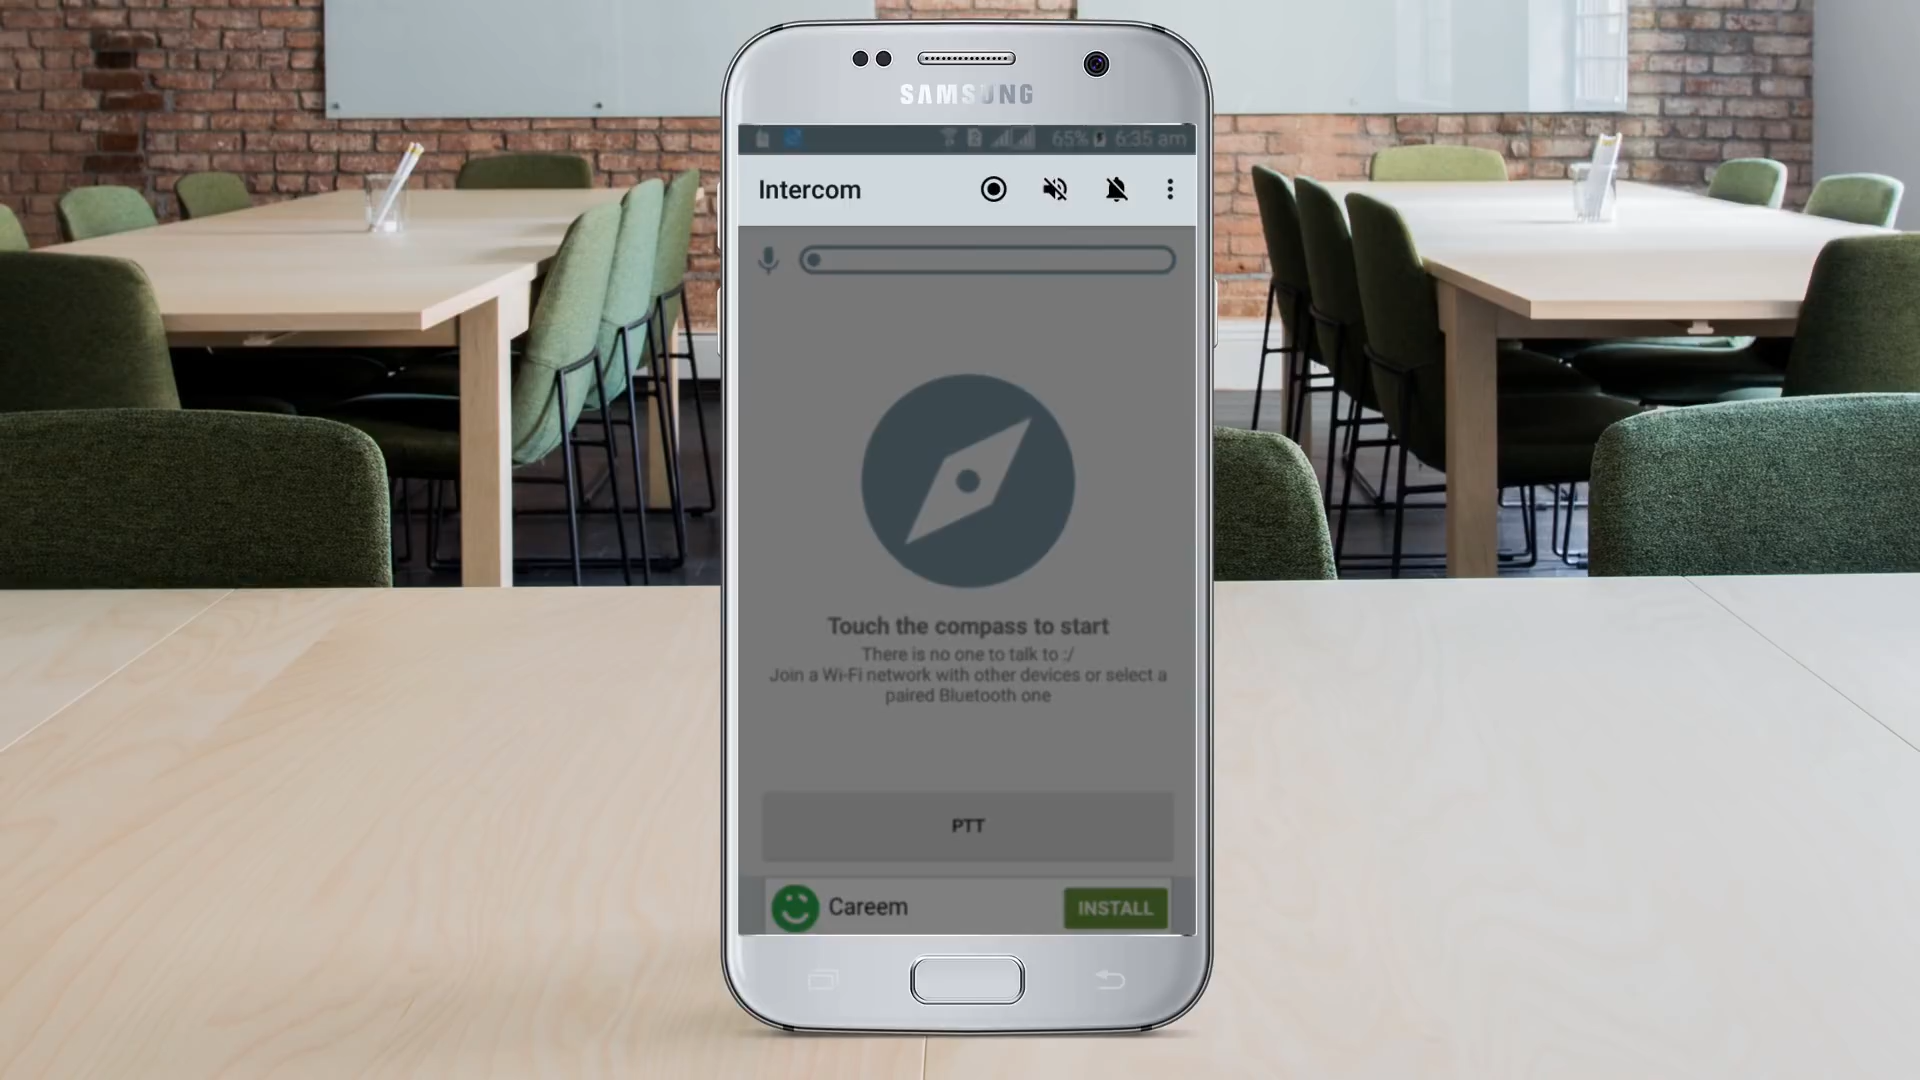 SAMSUNG
65% 6:35 am
Intercom
Touch the compass to start
There is no one to talk to :/
Join a Wi-Fi network with other devices or select a
paired Bluetooth one
PTT
Careem
INSTALL